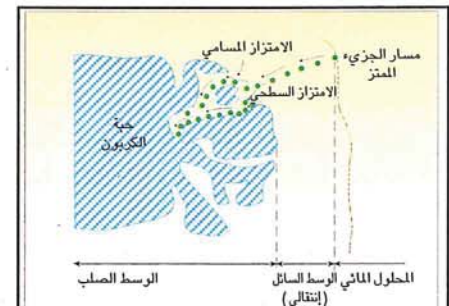 الامتزاز المسامي
مسار الجزيء
الممتز
الامتزاز السطحي
حبة
الكربون
المحلول المائي
الوسط السائل
(إنتقالي)
الوسط الصلب